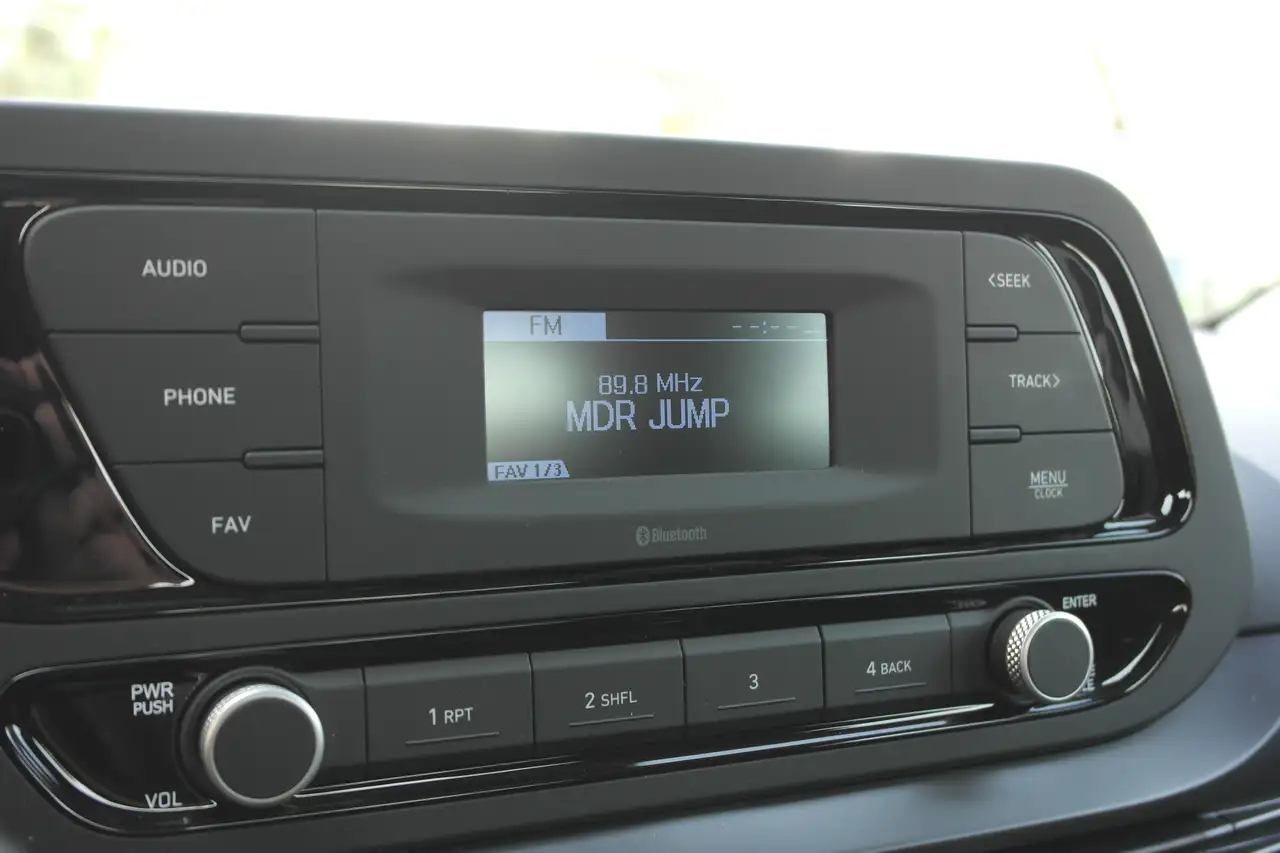 AUDIO
PHONE
FAV
FM
--:--
89.8 MHz
MDR JUMP
FAV 1/3
Bluetooth
<SEEK
TRACK>
MENU
CLOCK
PWR
PUSH
VOL
1 RPT
2 SHFL
3
4 BACK
ENTER